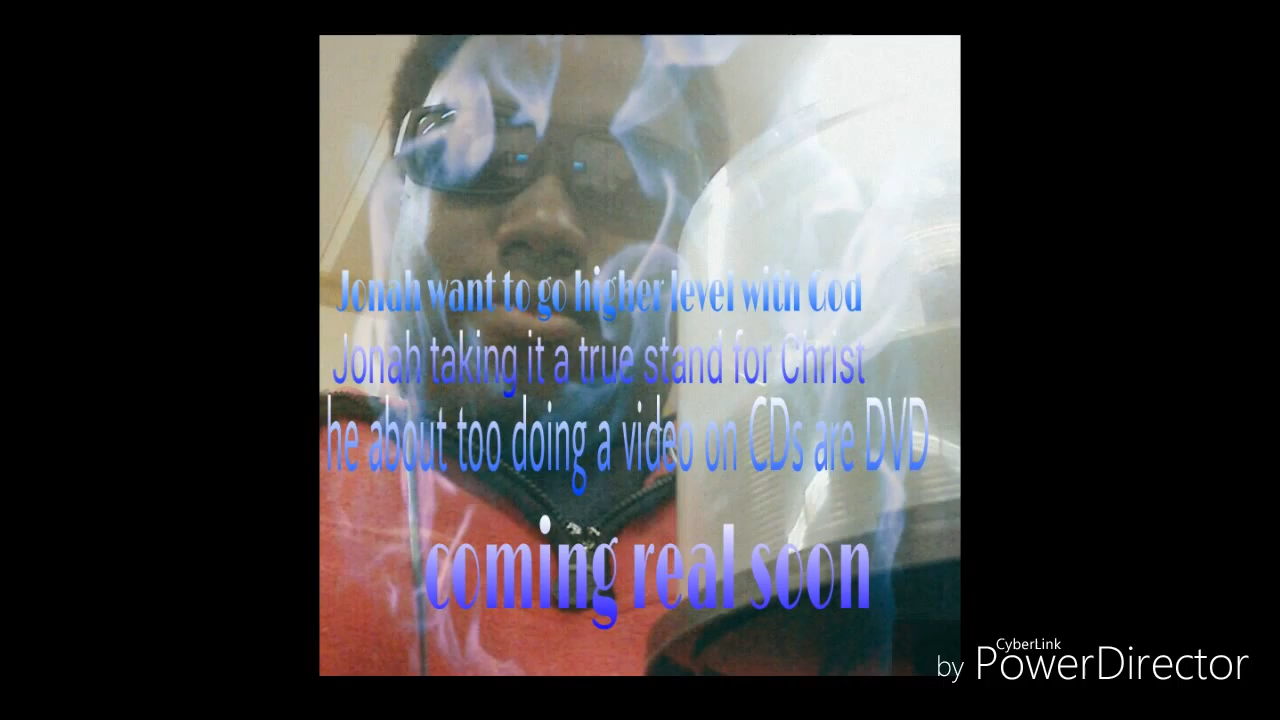 Jonah want to go higher level with God
Jonah taking it a true stand for Christ
he about too doing a video on CDs are DVD
coming real soon
CyberLink
by PowerDirector